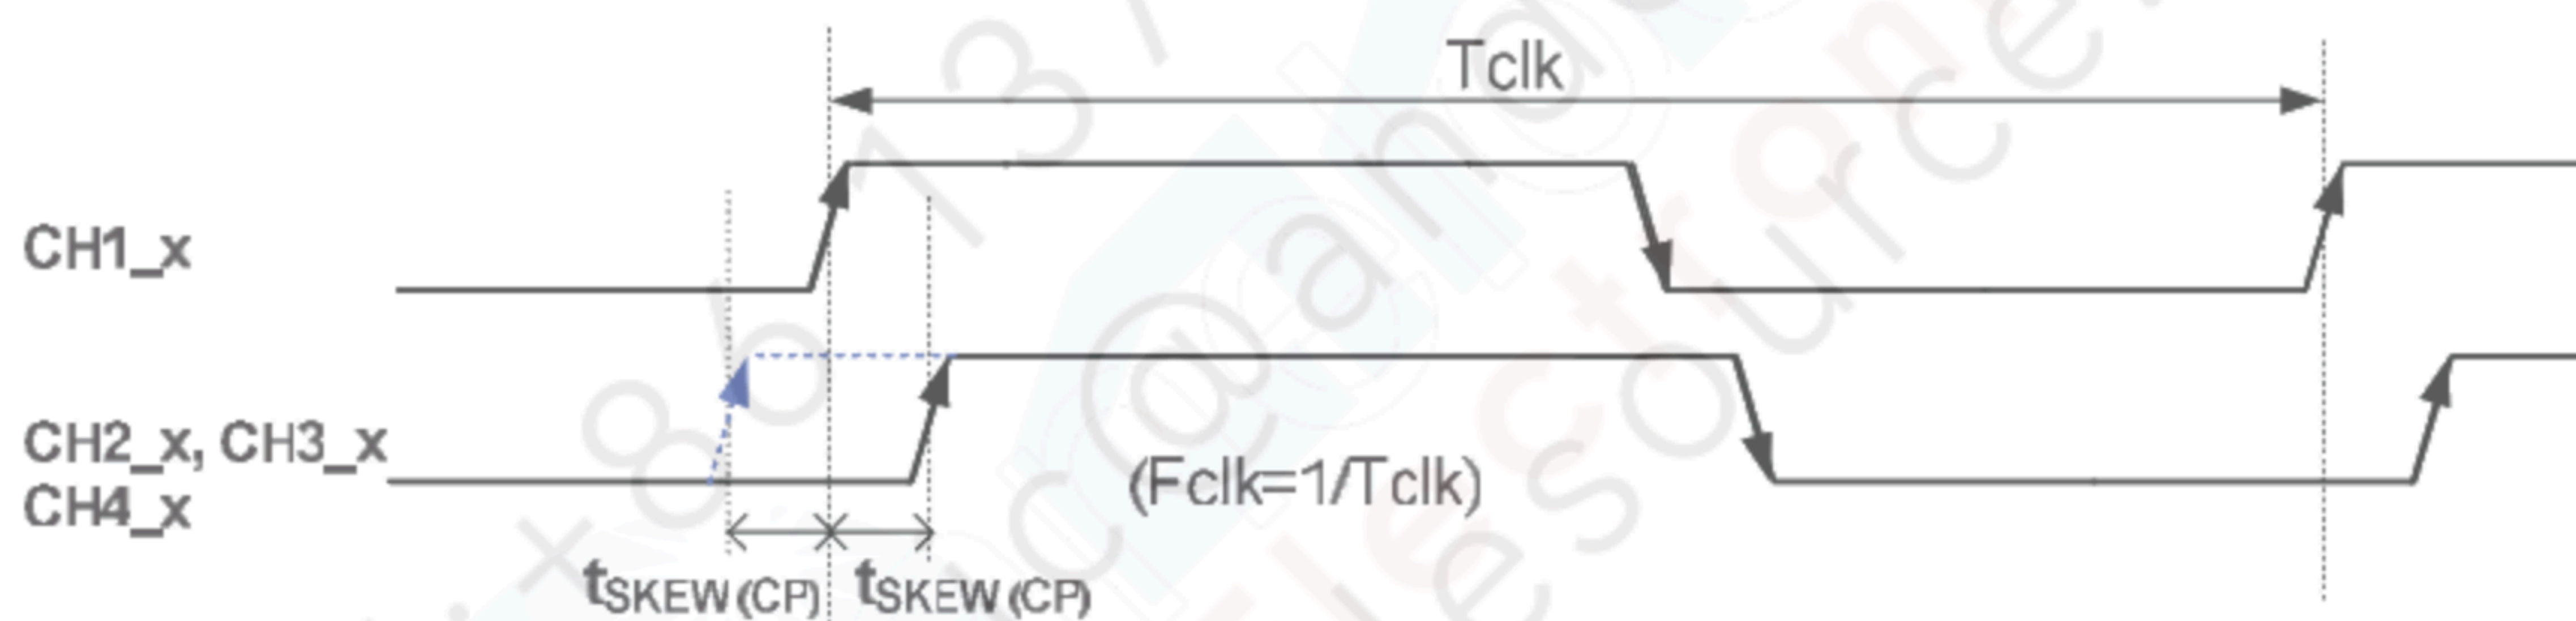 Tclk
CH1_x
CH2_x, CH3_x
CH4_x
(Fclk=1/Tclk)
tSKEW(CP) tSKEW(CP)